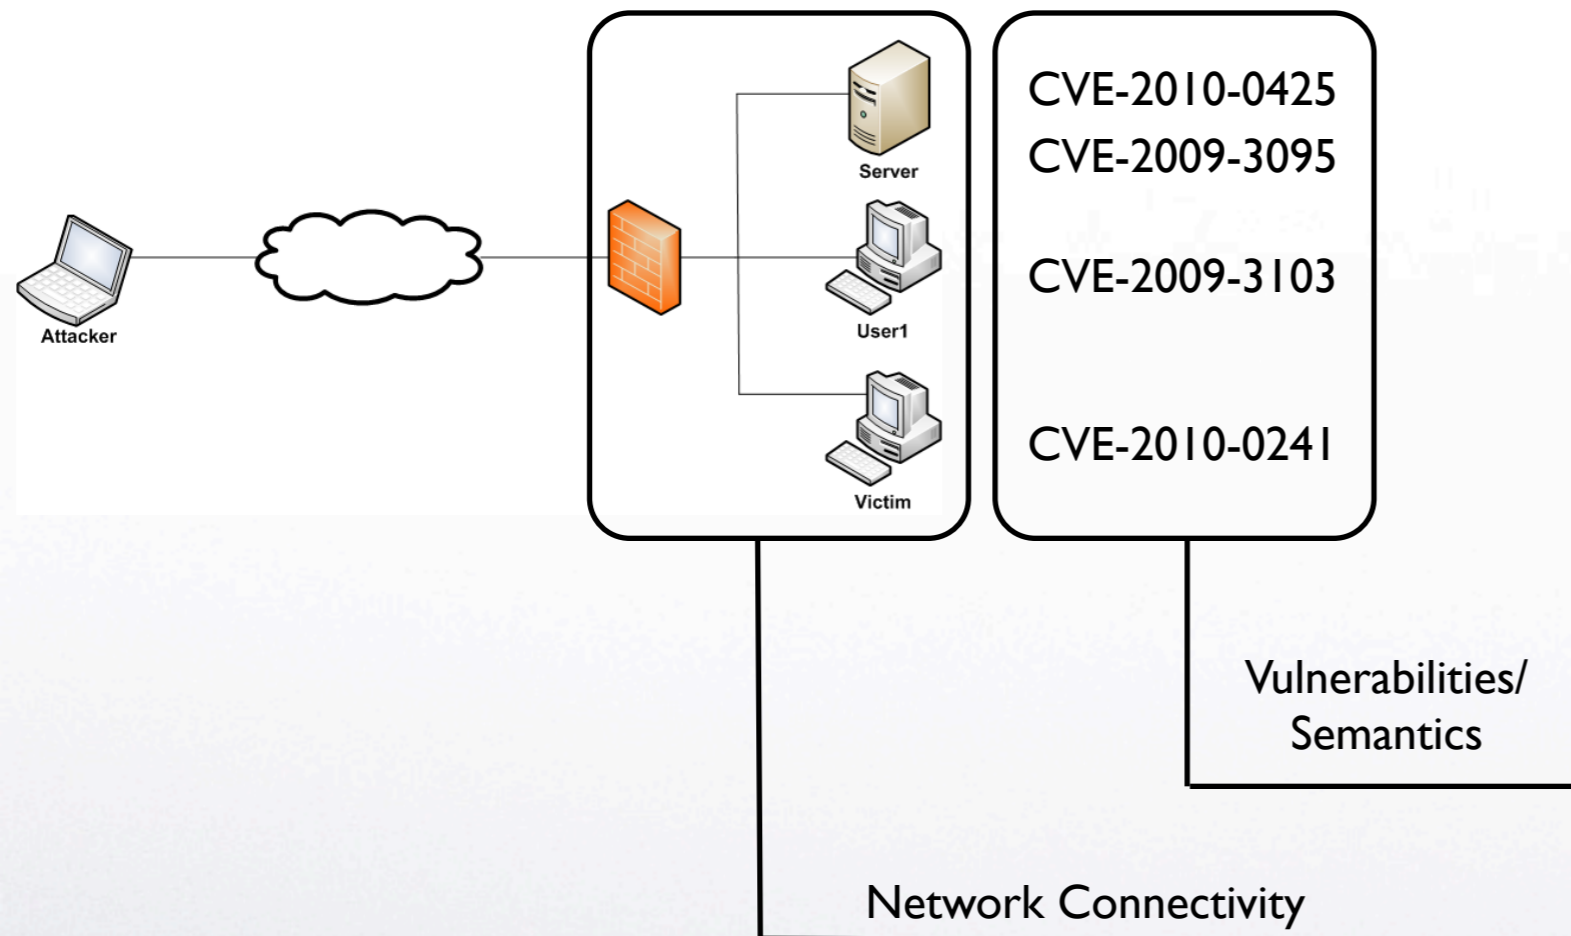 CVE-2010-0425
Server
CVE-2009-3095
CVE-2009-3103
Attacker
User1
CVE-2010-0241
Victim
Vulnerabilities/
Semantics
Network Connectivity